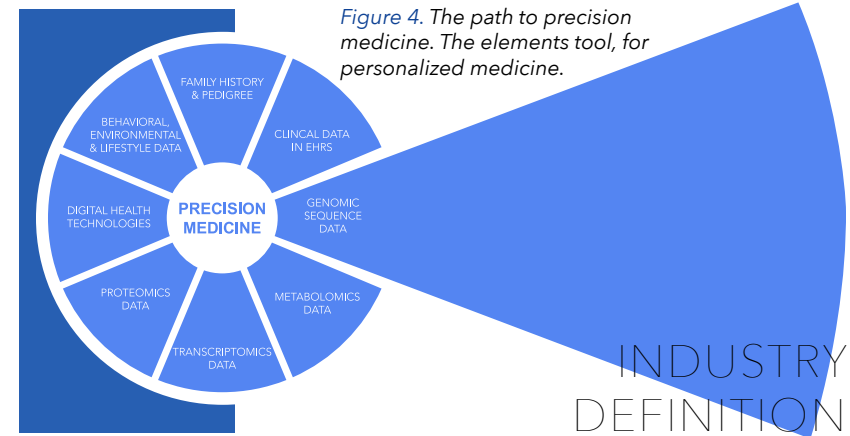 Figure 4. The path to precision
medicine. The elements tool, for
personalized medicine.
FAMILY HISTORY
& PEDIGREE
CLINCAL DATA
IN EHRS
GENOMIC
SEQUENCE
DATA
METABOLOMICS
DATA
TRANSCRIPTOMICS
DATA
PROTEOMICS
DATA
DIGITAL HEALTH
TECHNOLOGIES
BEHAVIORAL,
ENVIRONMENTAL
& LIFESTYLE DATA
PRECISION
MEDICINE
INDUSTRY
DEFINITION